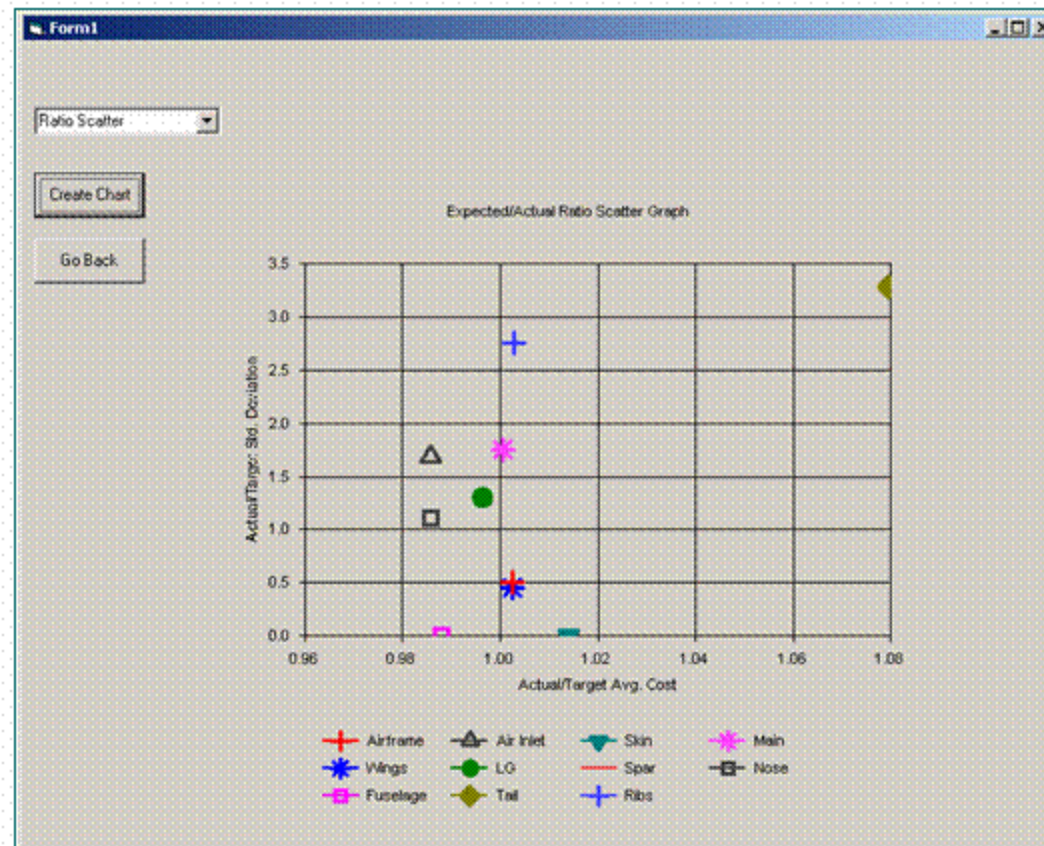 Form1
Ratio Scatter
Create Chart
Go Back
Expected/Actual Ratio Scatter Graph
Actual/Target Std. Deviation
3.5
3.0
2.5
2.0
1.5
1.0
0.5
0.0
0.96 0.98 1.00 1.02 1.04 1.06 1.08
Actual/Target Avg. Cost
Airframe Air Inlet Skin Main
Wings LG Spar Nose
Fuselage Tail Ribs